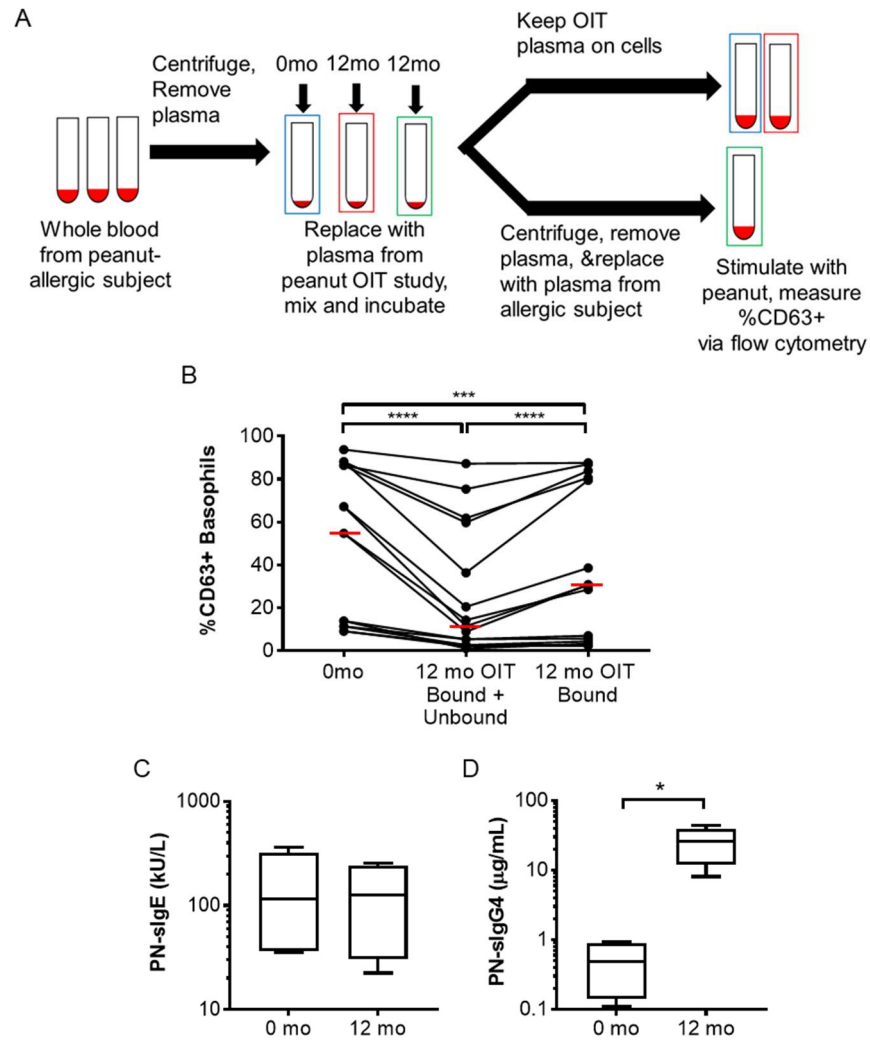 A
Centrifuge,
Remove
plasma
0mo 12mo 12mo
Keep OIT
plasma on cells
Whole blood
from peanut-
allergic subject
Replace with
plasma from
peanut OIT study,
mix and incubate
Centrifuge, remove
plasma, &replace
with plasma from
allergic subject
Stimulate with
peanut, measure
%CD63+
via flow cytometry
B
***
**** ****
%CD63+ Basophils
100
80
60
40
20
0
0mo
12 mo OIT
Bound +
Unbound
12 mo OIT
Bound
C
PN-sIgE (kU/L)
1000
100
10
0 mo 12 mo
D
*
PN-sIgG4 (μg/mL)
100
10
1
0.1
0 mo 12 mo